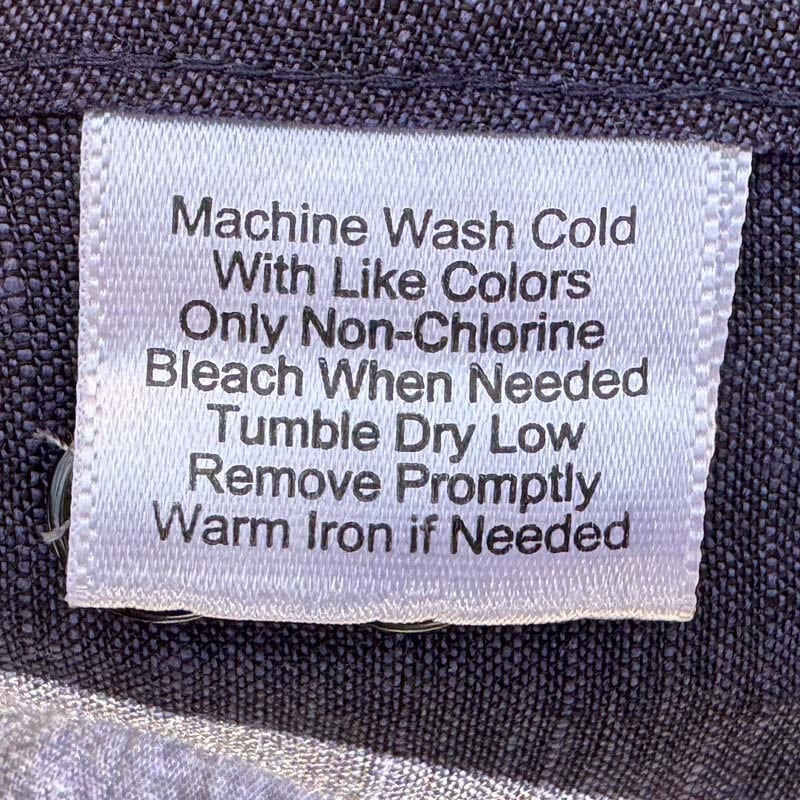 Machine Wash Cold
With Like Colors
Only Non-Chlorine
Bleach When Needed
Tumble Dry Low
Remove Promptly
Warm Iron if Needed